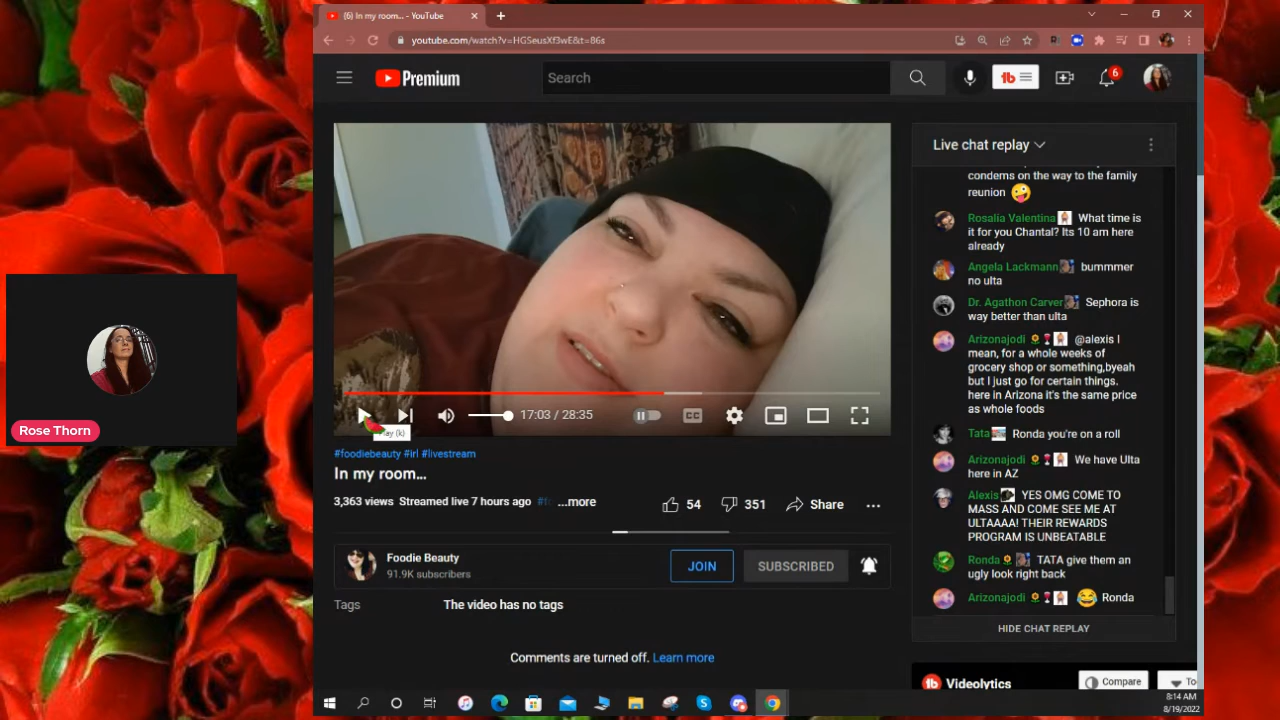 (6) In my room... - YouTube
youtube.com/watch?v=HGSeusXf3wE&t=86s
Premium
Search
6
Live chat replay
condems on the way to the family
reunion
Rosalia Valentina What time is
it for you Chantal? Its 10 am here
already
Angela Lackmann bummmer
no ulta
Dr. Agathon Carver Sephora is
way better than ulta
Arizonajodi @alexis I
mean, for a whole weeks of
grocery shop or something,byeah
but I just go for certain things.
here in Arizona it's the same price
as whole foods
Tata Ronda you're on a roll
Arizonajodi We have Ulta
here in AZ
Alexis YES OMG COME TO
MASS AND COME SEE ME AT
ULTAAAA! THEIR REWARDS
PROGRAM IS UNBEATABLE
Ronda TATA give them an
ugly look right back
Arizonajodi Ronda
HIDE CHAT REPLAY
17:03 / 28:35
CC
#foodiebeauty #irl #livestream
In my room...
3,363 views Streamed live 7 hours ago ...more
54
351
Share
Foodie Beauty
91.9K subscribers
JOIN
SUBSCRIBED
Tags
The video has no tags
Comments are turned off. Learn more
Videolytics
Compare
To
Rose Thorn
8:14 AM
8/19/2022